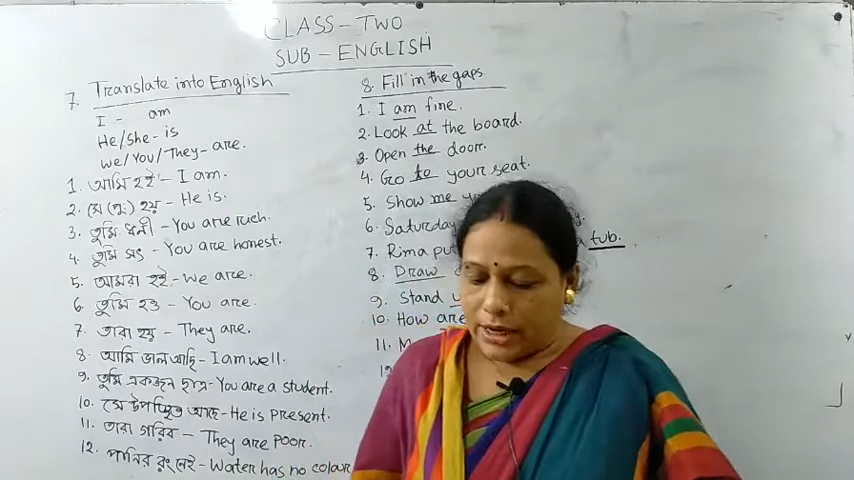 CLASS - TWO
SUB - ENGLISH
7. Translate into English
I - am
He/She - is
We/You/They - are.
1. আমি হই - I am.
2. সে (পুং) হয় - He is.
3. তুমি ধনী - You are rich.
4. তুমি সৎ - You are honest.
5. আমরা হই - We are.
6. তুমি হও - You are.
7. তারা হয় - They are.
8. আমি ভাল আছি - I am well.
9. তুমি একজন ছাত্র - You are a student.
10. সে উপস্থিত আছে - He is Present.
11. তারা গরিব - They are Poor.
12. পানির রং নেই - Water has no colour
8. Fill in the gaps
1. I am fine.
2. Look at the board.
3. Open the door.
4. Go to your seat.
5. Show me
6. Saturday
7. Rima a tub.
8. Draw
9. Stand
10. How are
11.